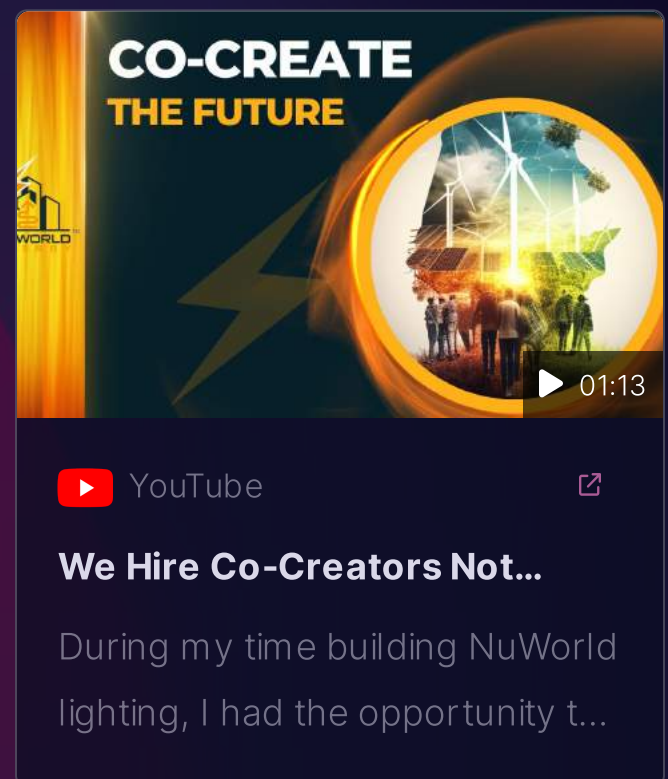 CO-CREATE
THE FUTURE
WORLD
01:13
YouTube
We Hire Co-Creators Not...
During my time building NuWorld
lighting, I had the opportunity t...